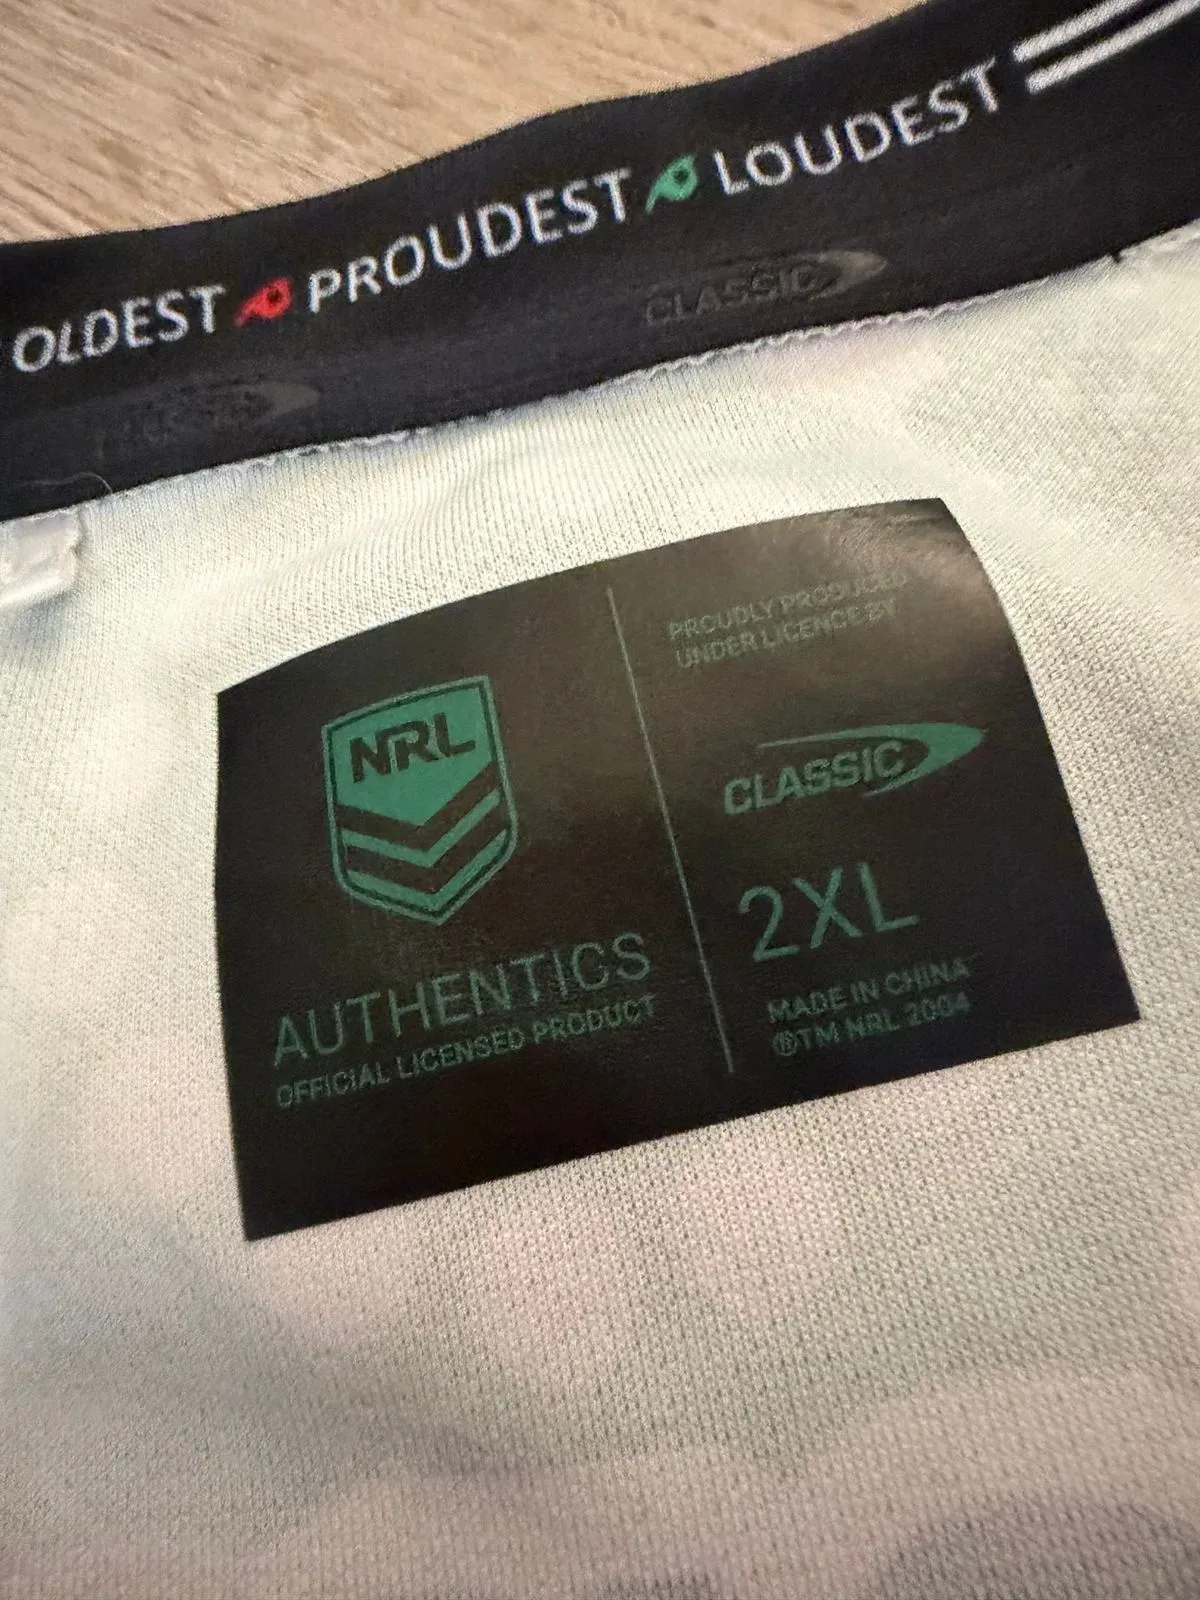 OLDEST PROUDEST LOUDEST
CLASSIC
NRL
AUTHENTICS
OFFICIAL LICENSED PRODUCT
PROUDLY PRODUCED
UNDER LICENCE BY
CLASSIC
2XL
MADE IN CHINA
®TM NRL 2004